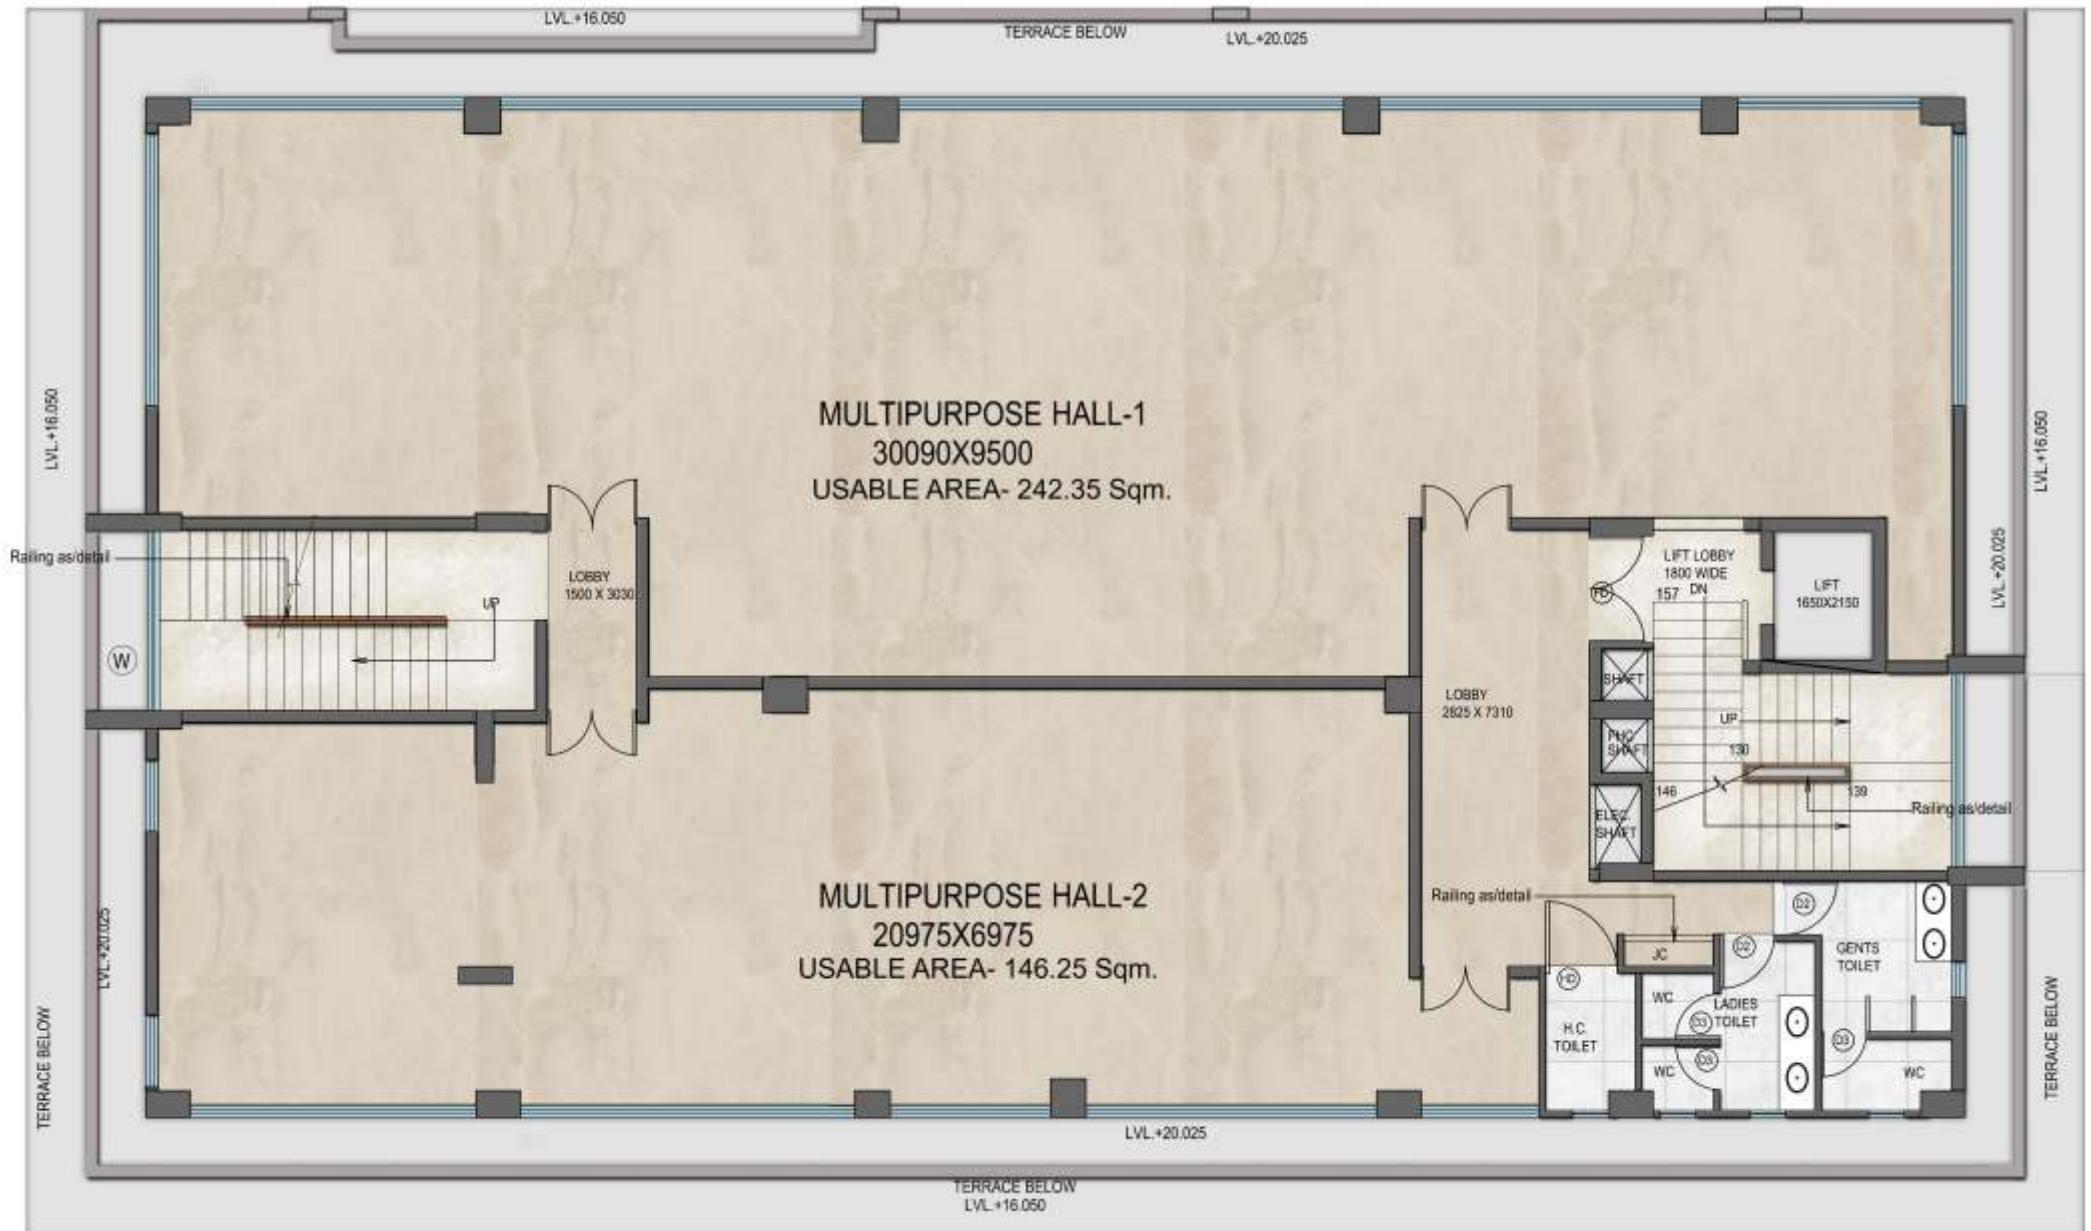 LVL.+16.050
TERRACE BELOW
LVL.+20.025
LVL.+16.050
MULTIPURPOSE HALL-1
30090X9500
USABLE AREA- 242.35 Sqm.
LVL.+16.050
Railing as/detail
UP
LOBBY
1500 X 3030
W
FD
LIFT LOBBY
1800 WIDE
DN
157
LIFT
1650X2150
LVL.+20.025
SHAFT
LOBBY
2825 X 7310
UP
SHAFT
130
146
139
Railing as/detail
ELEC.
SHAFT
MULTIPURPOSE HALL-2
20975X6975
USABLE AREA- 146.25 Sqm.
Railing as/detail
D2
D2
JC
GENTS
TOILET
HD
WC
LADIES
TOILET
D3
H.C.
TOILET
D3
WC
D3
WC
LVL.+20.025
TERRACE BELOW
TERRACE BELOW
LVL.+20.025
TERRACE BELOW
LVL.+16.050